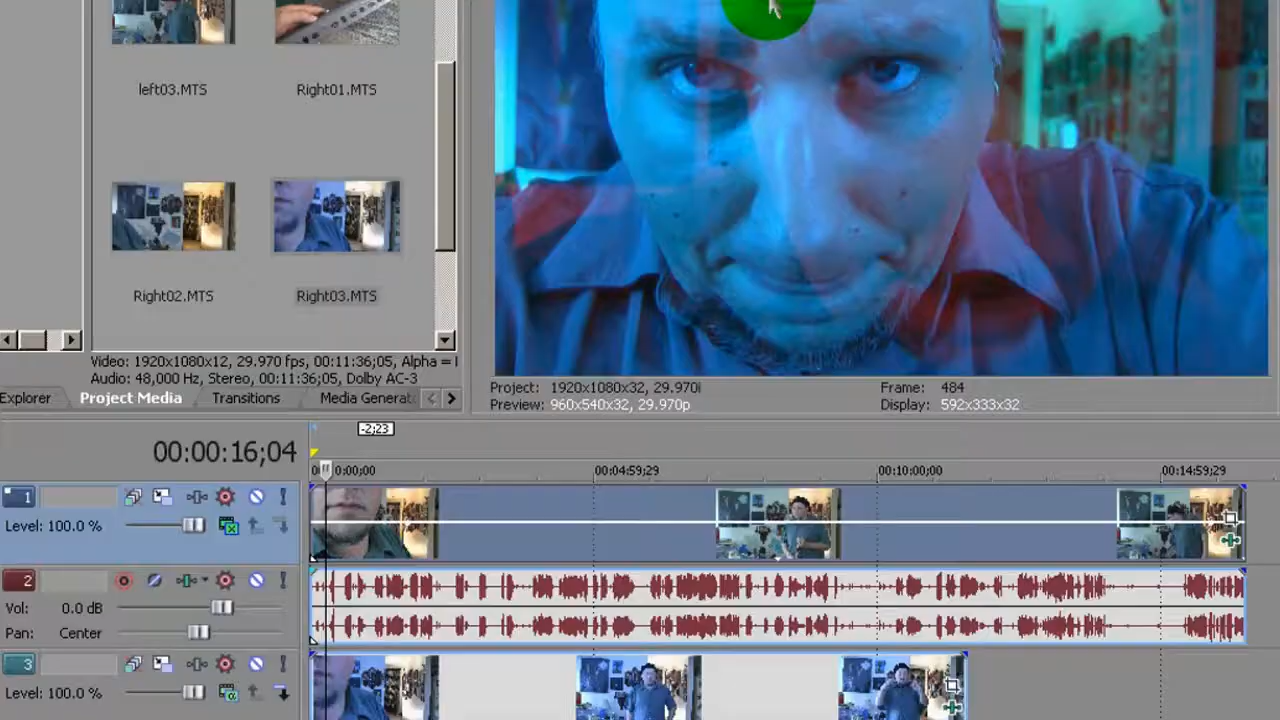 left03.MTS
Right01.MTS
Right02.MTS
Right03.MTS
Video: 1920x1080x12, 29.970 fps, 00:11:36;05, Alpha =
Audio: 48,000 Hz, Stereo, 00:11:36;05, Dolby AC-3
Explorer
Project Media
Transitions
Media Generat
Project: 1920x1080x32, 29.970i
Preview: 960x540x32, 29.970p
Frame: 484
Display: 592x333x32
-2;23
00:00:16;04
0:00;00
00:04:59;29
00:10:00;00
00:14:59;29
1
Level: 100.0 %
2
Vol: 0.0 dB
Pan: Center
3
Level: 100.0 %